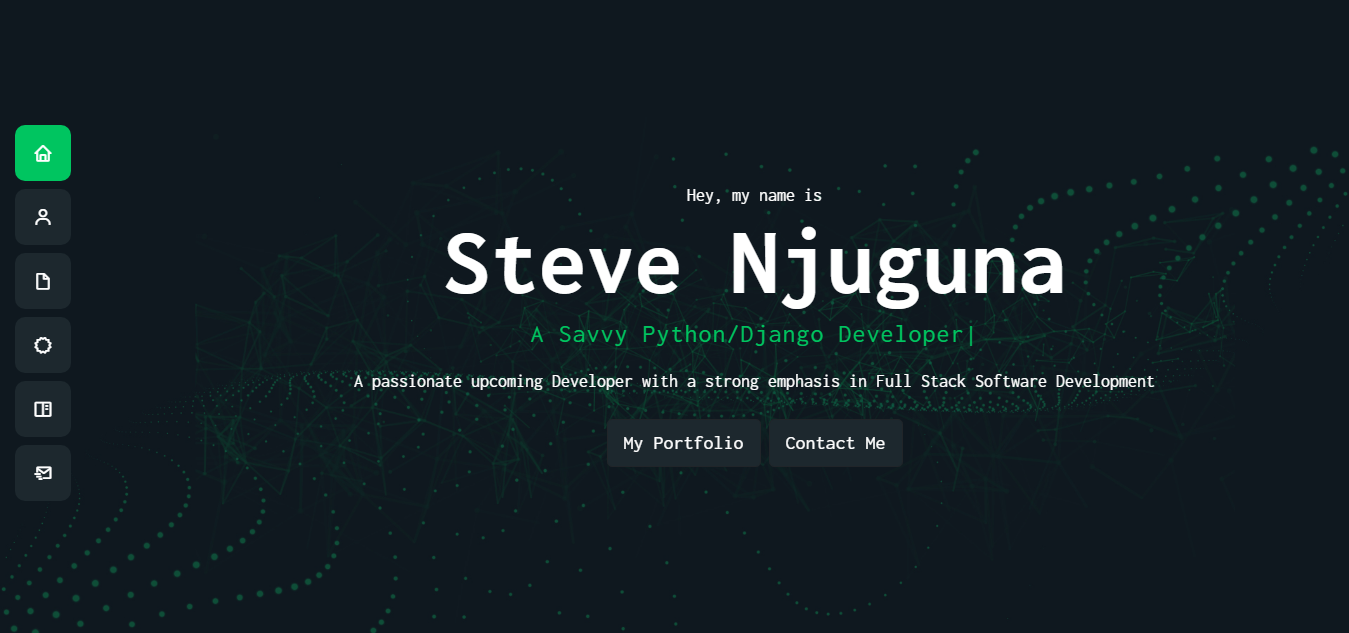 Hey, my name is
Steve Njuguna
A Savvy Python/Django Developer|
A passionate upcoming Developer with a strong emphasis in Full Stack Software Development
My Portfolio
Contact Me